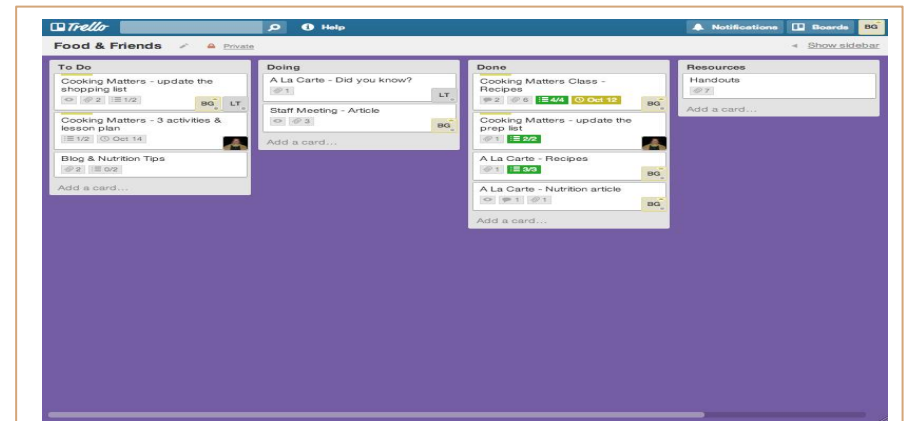 Trello
Help
Notifications
Boards
BG
Food & Friends
Private
Show sidebar
To Do
Cooking Matters - update the
shopping list
2 1/2
BG LT
Cooking Matters - 3 activities &
lesson plan
1/2 Oct 14
Blog & Nutrition Tips
2 0/2
Add a card...
Doing
A La Carte - Did you know?
1
LT
Staff Meeting - Article
3
BG
Add a card...
Done
Cooking Matters Class -
Recipes
2 6 4/4 Oct 12
BG
Cooking Matters - update the
prep list
1 2/2
A La Carte - Recipes
1 3/3
BG
A La Carte - Nutrition article
1 1
BG
Add a card...
Resources
Handouts
7
Add a card...